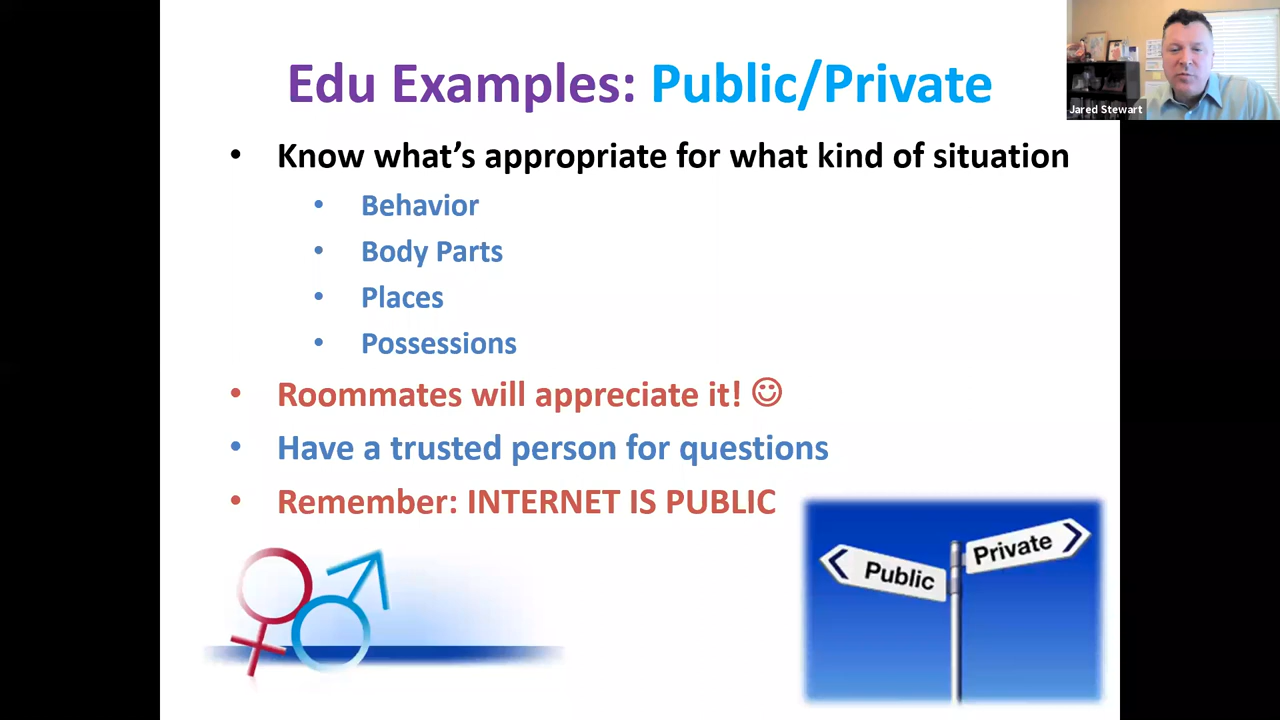 Edu Examples: Public/Private
Jared Stewart
• Know what’s appropriate for what kind of situation
• Behavior
• Body Parts
• Places
• Possessions
• Roommates will appreciate it! ☺
• Have a trusted person for questions
• Remember: INTERNET IS PUBLIC
Public
Private